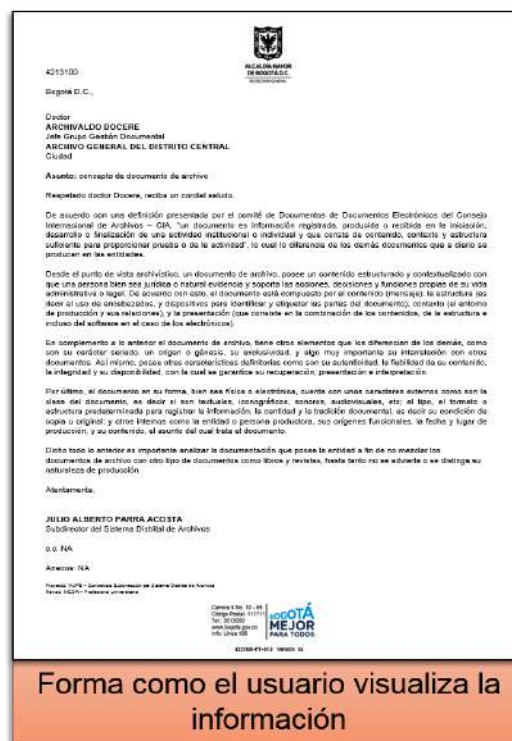 ALCALDÍA MAYOR
DE BOGOTÁ D.C.
SECRETARÍA GENERAL
4213100
Bogotá D.C.,
Doctor
ARCHIVALDO DOCERE
Jefe Grupo Gestión Documental
ARCHIVO GENERAL DEL DISTRITO CENTRAL
Ciudad
Asunto: concepto de documento de archivo
Respetado doctor Docere, reciba un cordial saludo.
De acuerdo con una definición presentada por el comité de Documentos de Documentos Electrónicos del Consejo
Internacional de Archivos – CIA, "un documento es información registrada, producida o recibida en la iniciación,
desarrollo o finalización de una actividad institucional o individual y que consta de contenido, contexto y estructura
suficiente para proporcionar prueba o de la actividad", lo cual lo diferencia de los demás documentos que a diario se
producen en las entidades.
Desde el punto de vista archivístico, un documento de archivo, posee un contenido estructurado y contextualizado con
que una persona bien sea jurídica o natural evidencia y soporta las acciones, decisiones y funciones propias de su vida
administrativa o legal. De acuerdo con esto, el documento está compuesto por el contenido (mensaje), la estructura (es
decir el uso de encabezados, y dispositivos para identificar y etiquetar las partes del documento), contexto (el entorno
de producción y sus relaciones), y la presentación (que consiste en la combinación de los contenidos, de la estructura e
incluso del software en el caso de los electrónicos).
En complemento a lo anterior el documento de archivo, tiene otros elementos que los diferencian de los demás, como
son su carácter seriado, un origen o génesis, su exclusividad, y algo muy importante su interrelación con otros
documentos. Así mismo, posee otras características definitorias como son su autenticidad, la fiabilidad de su contenido,
la integridad y su disponibilidad, con la cual se garantice su recuperación, presentación e interpretación.
Por último, el documento en su forma, bien sea física o electrónica, cuenta con unos caracteres externos como son la
clase del documento, es decir si son textuales, iconográficos, sonoros, audiovisuales, etc; el tipo, el formato o
estructura predeterminada para registrar la información, la cantidad y la tradición documental, es decir su condición de
copia u original; y otros internos como la entidad o persona productora, sus orígenes funcionales, la fecha y lugar de
producción, y su contenido, el asunto del cual trata el documento.
Dicho todo lo anterior es importante analizar la documentación que posee la entidad a fin de no mezclar los
documentos de archivo con otro tipo de documentos como libros y revistas, hasta tanto no se advierta o se distinga su
naturaleza de producción.
Atentamente,
JULIO ALBERTO PARRA ACOSTA
Subdirector del Sistema Distrital de Archivos
c.c. NA
Anexos: NA
Carrera 8 No. 10 - 65
Código Postal: 111711
Tel.: 3813000
www.bogota.gov.co
Info: Línea 195
BOGOTÁ
MEJOR
PARA TODOS
Forma como el usuario visualiza la
información